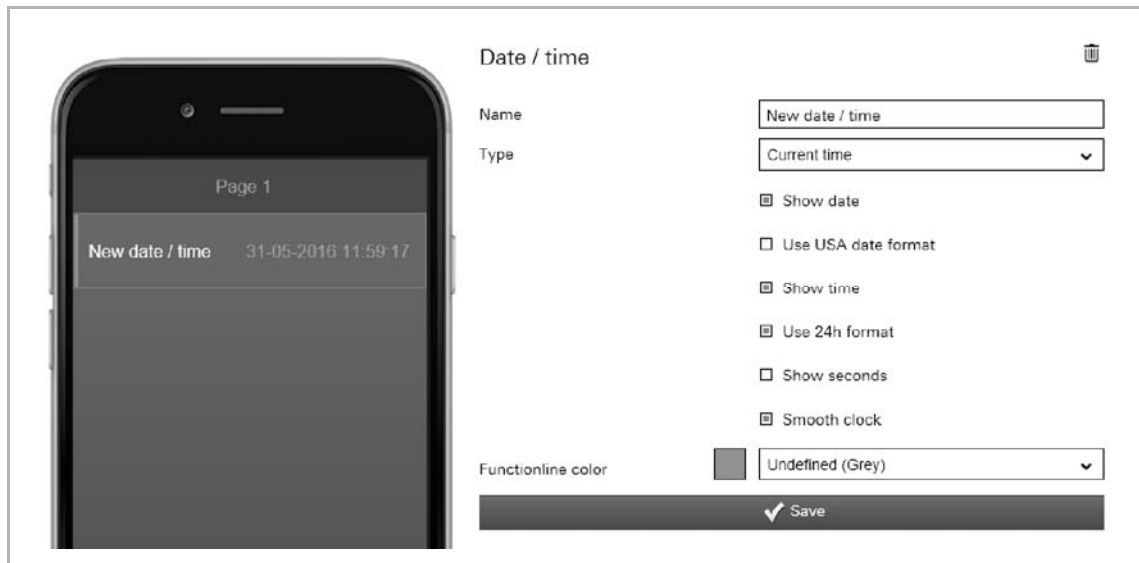 Date / time
Name
New date / time
Type
Current time
Show date
Use USA date format
Show time
Use 24h format
Show seconds
Smooth clock
Functionline color
Undefined (Grey)
Save
Page 1
New date / time 31-05-2016 11:59:17